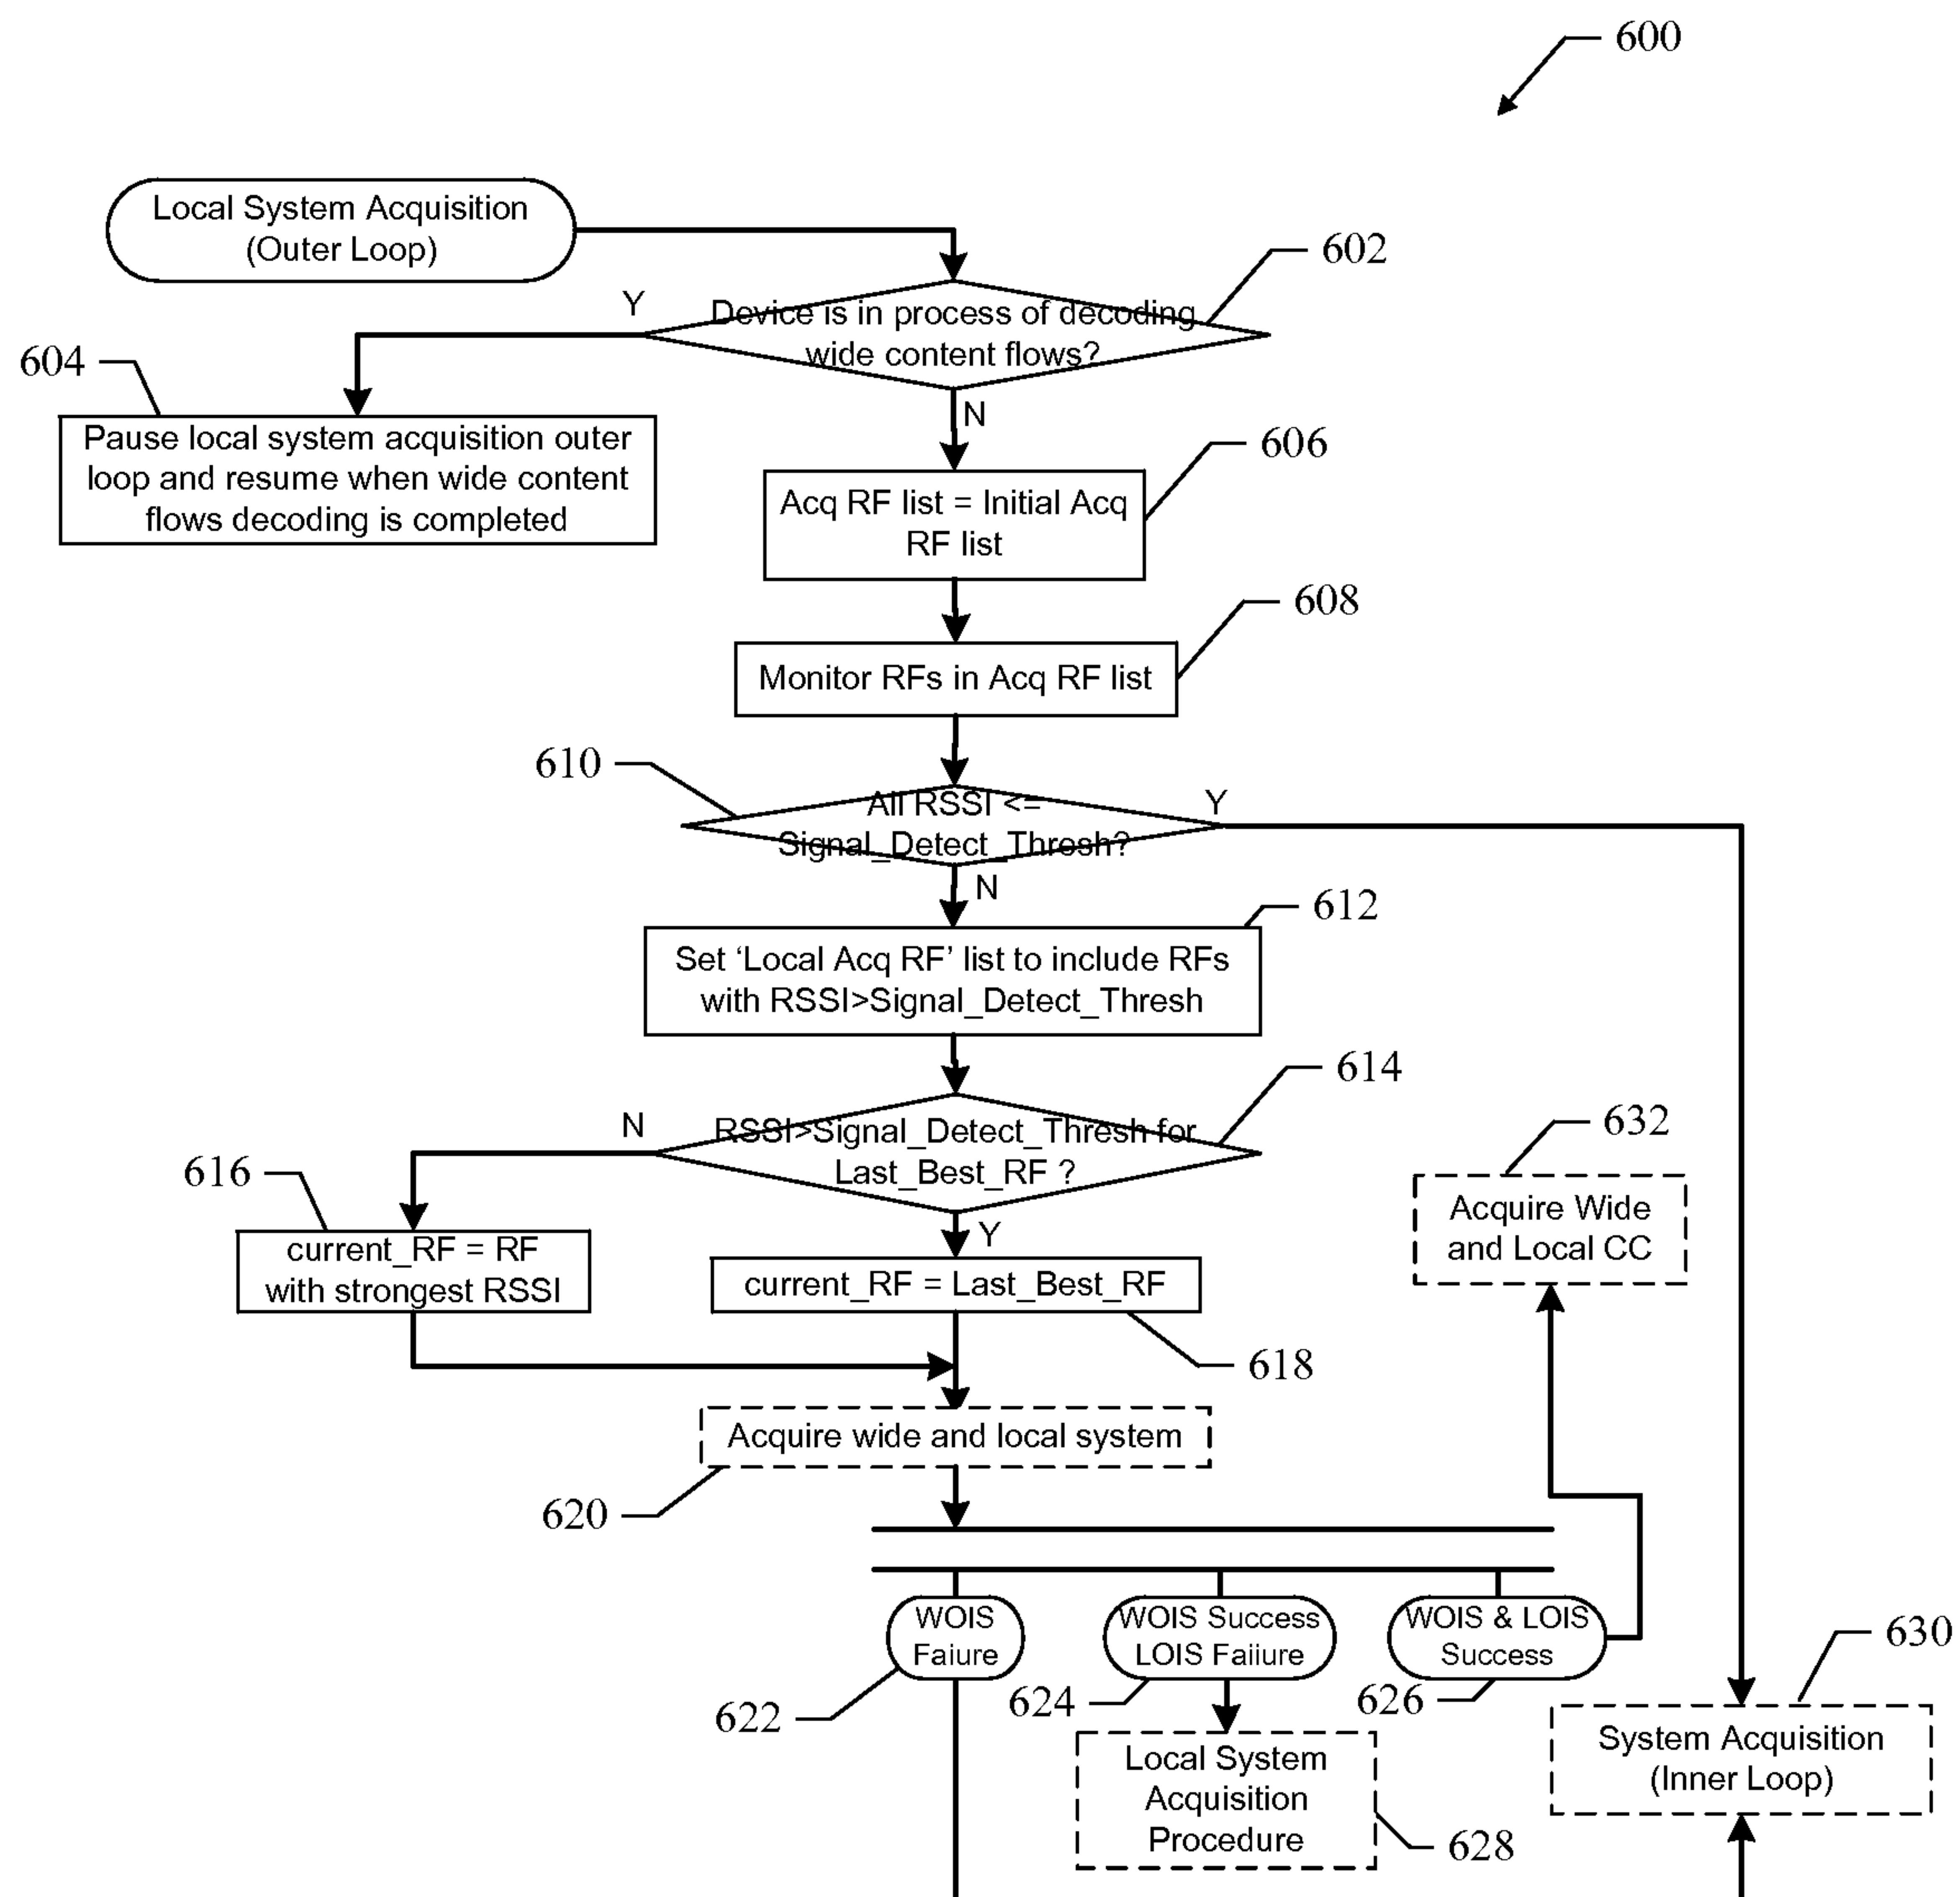 600
Local System Acquisition
(Outer Loop)
602
Y
Device is in process of decoding
wide content flows?
604
N
Pause local system acquisition outer
loop and resume when wide content
flows decoding is completed
606
Acq RF list = Initial Acq
RF list
608
Monitor RFs in Acq RF list
610
All RSSI <=
Signal_Detect_Thresh?
Y
N
612
Set ‘Local Acq RF’ list to include RFs
with RSSI>Signal_Detect_Thresh
614
N
RSSI>Signal_Detect_Thresh for
Last_Best_RF ?
632
616
Y
Acquire Wide
and Local CC
current_RF = RF
with strongest RSSI
current_RF = Last_Best_RF
618
Acquire wide and local system
620
WOIS
Faiure
WOIS Success
LOIS Faiiure
WOIS & LOIS
Success
630
622
624
626
Local System
Acquisition
Procedure
System Acquisition
(Inner Loop)
628